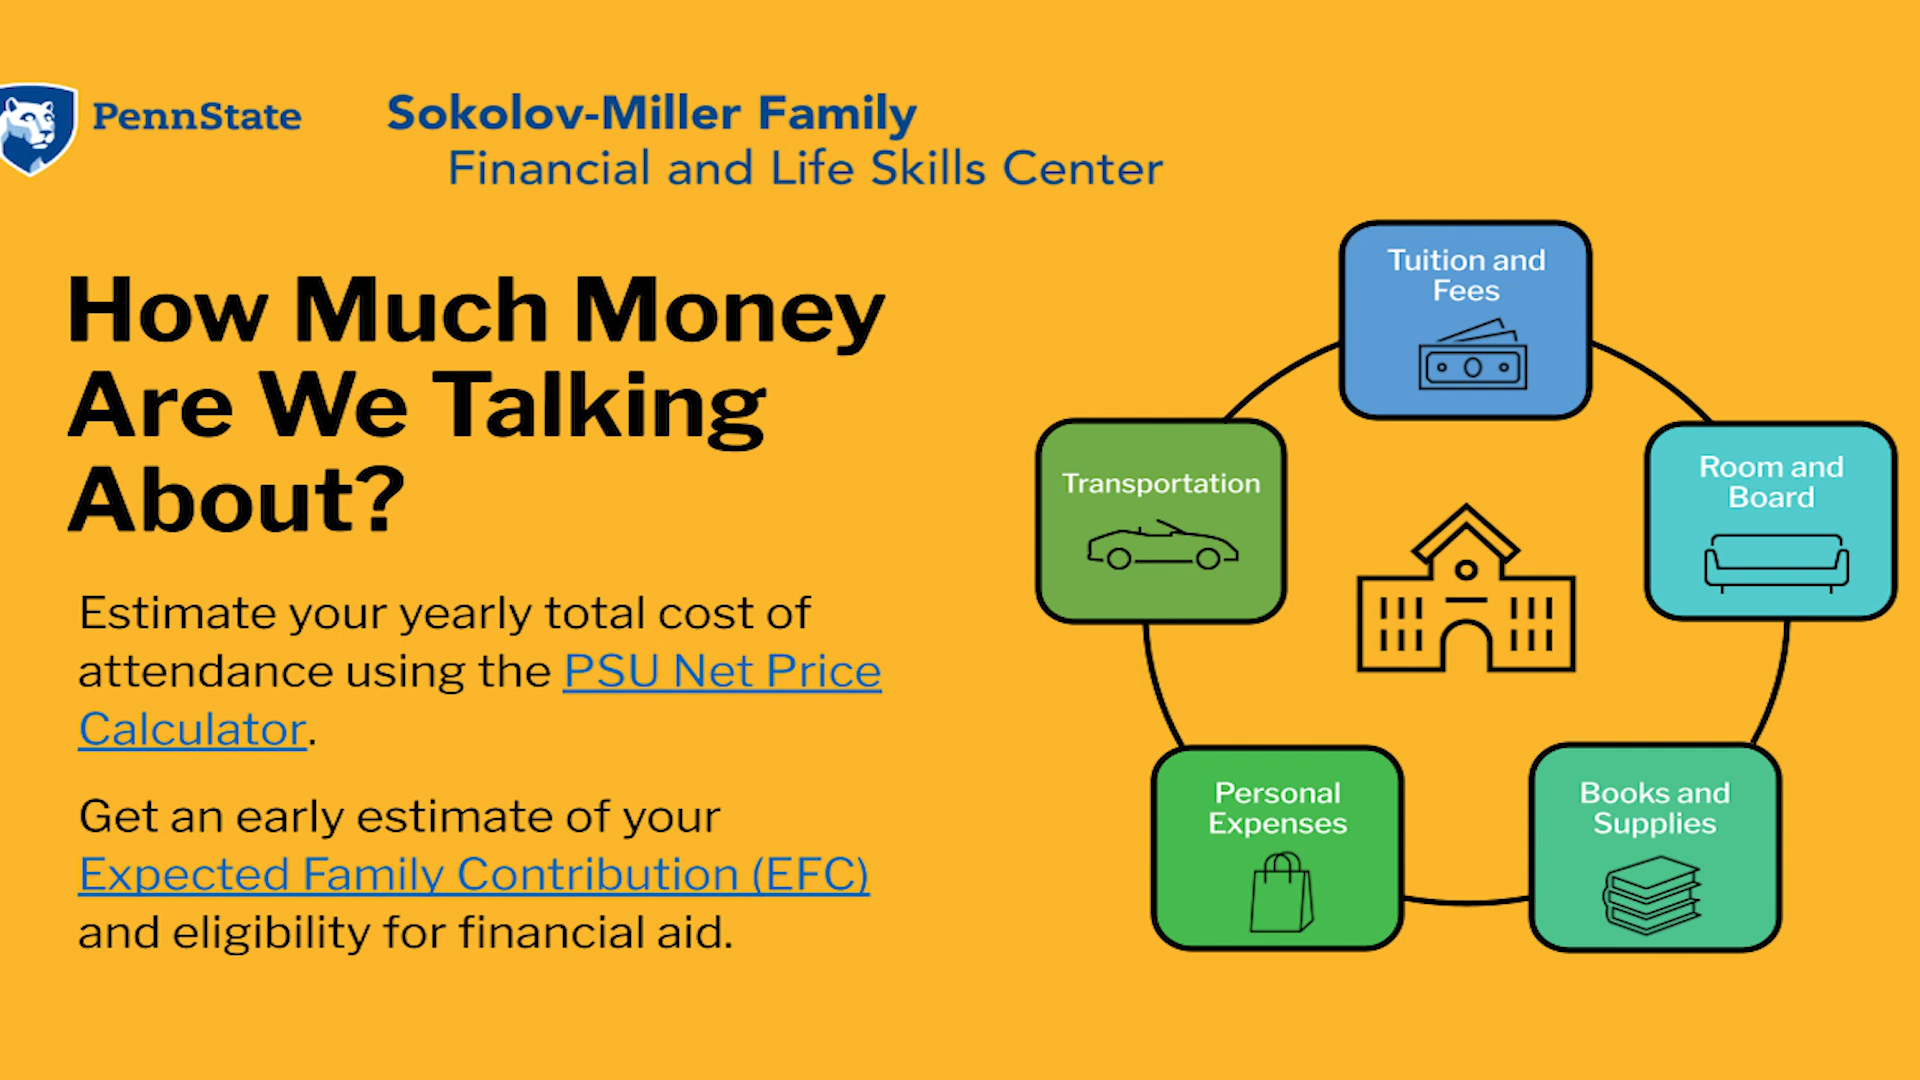 PennState
Sokolov-Miller Family
Financial and Life Skills Center
How Much Money
Are We Talking
About?
Estimate your yearly total cost of
attendance using the PSU Net Price
Calculator.
Get an early estimate of your
Expected Family Contribution (EFC)
and eligibility for financial aid.
Tuition and
Fees
Room and
Board
Books and
Supplies
Personal
Expenses
Transportation